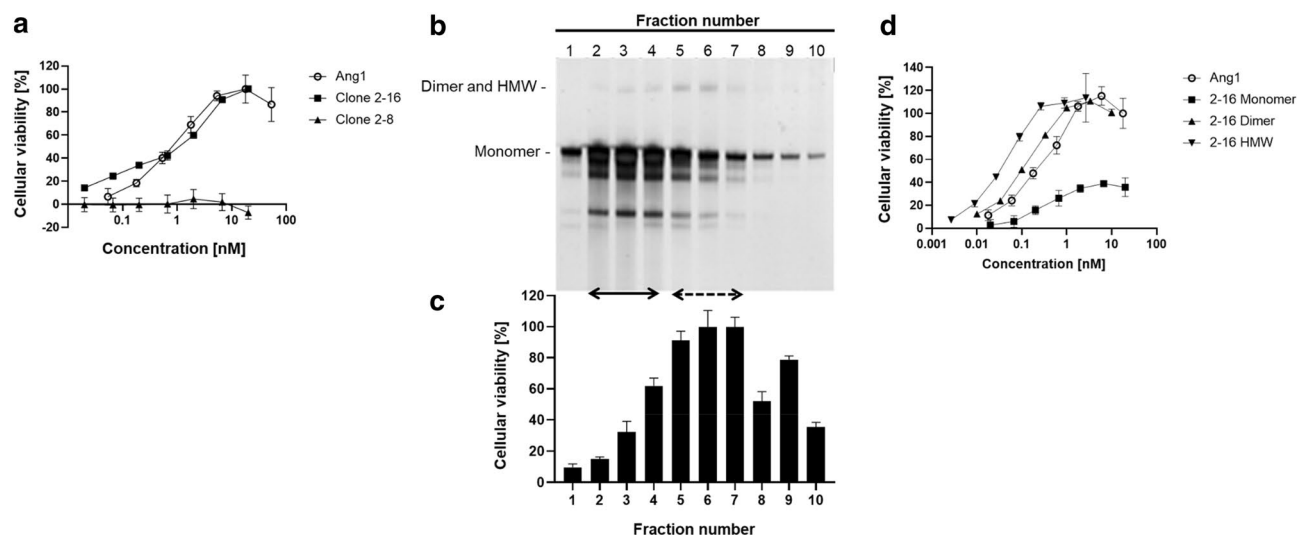 a
Cellular viability [%]
120
100
80
60
40
20
0
-20
0.1 1 10 100
Concentration [nM]
Ang1
Clone 2-16
Clone 2-8
b
Fraction number
1 2 3 4 5 6 7 8 9 10
Dimer and HMW -
Monomer -
c
Cellular viability [%]
120
100
80
60
40
20
0
1 2 3 4 5 6 7 8 9 10
Fraction number
d
Cellular viability [%]
140
120
100
80
60
40
20
0
0.001 0.01 0.1 1 10 100
Concentration [nM]
Ang1
2-16 Monomer
2-16 Dimer
2-16 HMW